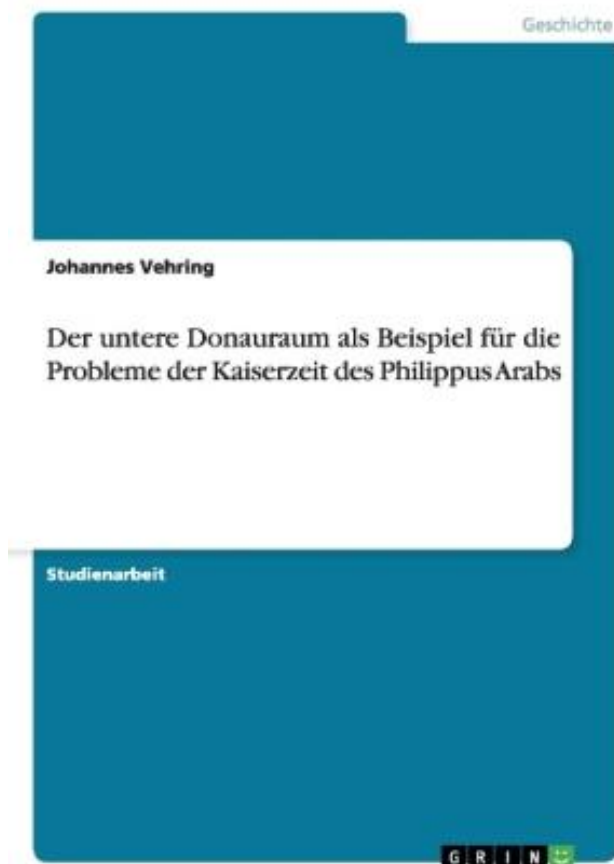 Geschichte
Johannes Vehring
Der untere Donauraum als Beispiel für die
Probleme der Kaiserzeit des Philippus Arabs
Studienarbeit
GRIN